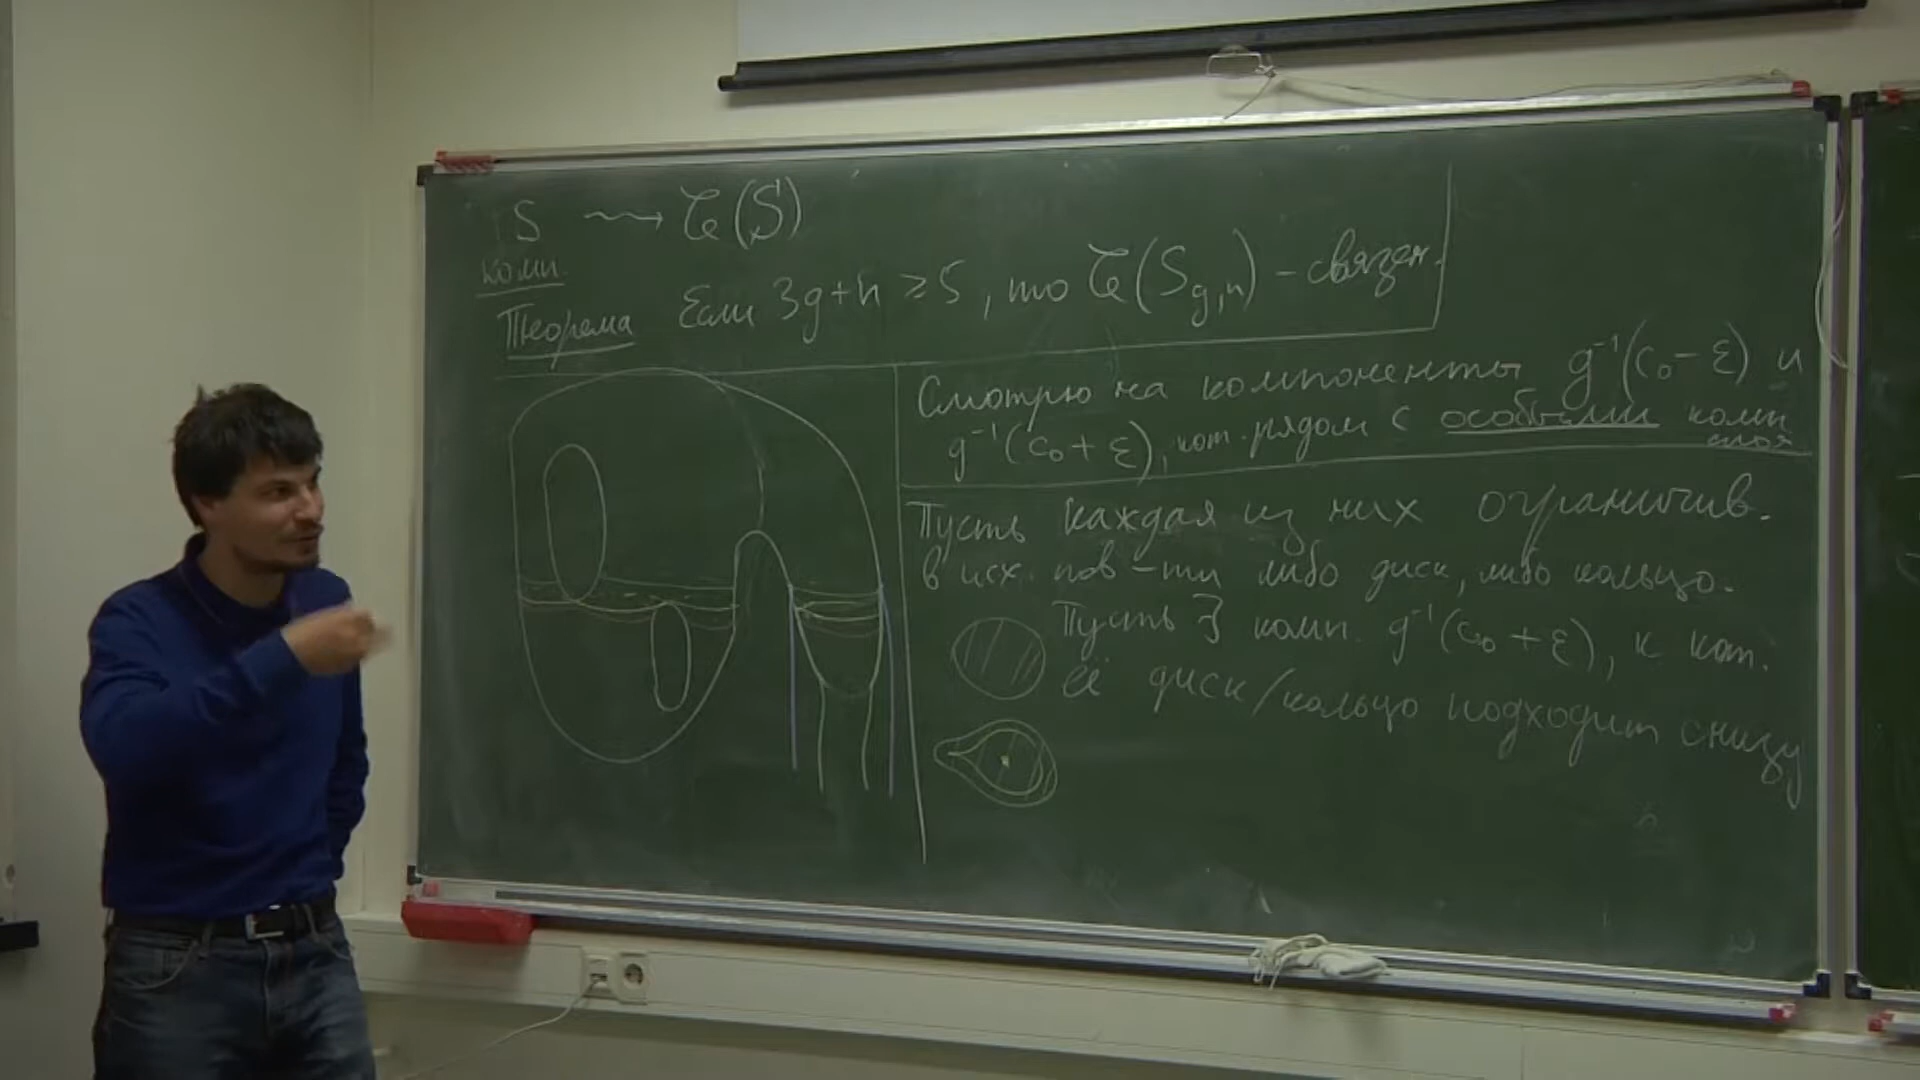 S ⇝ 𝒞(S)
комп.
Теорема Если 3g+n ≥ 5, то 𝒞(S_{g,n}) – связен.
Смотрю на компоненты g⁻¹(c₀ – ε) и
g⁻¹(c₀ + ε), кот. рядом с особыми комп.
слоя
Пусть каждая из них ограничив.
в исх. пов-ти либо диск, либо кольцо.
Пусть ∃ комп. g⁻¹(c₀ + ε), к кот.
её диск/кольцо подходит снизу